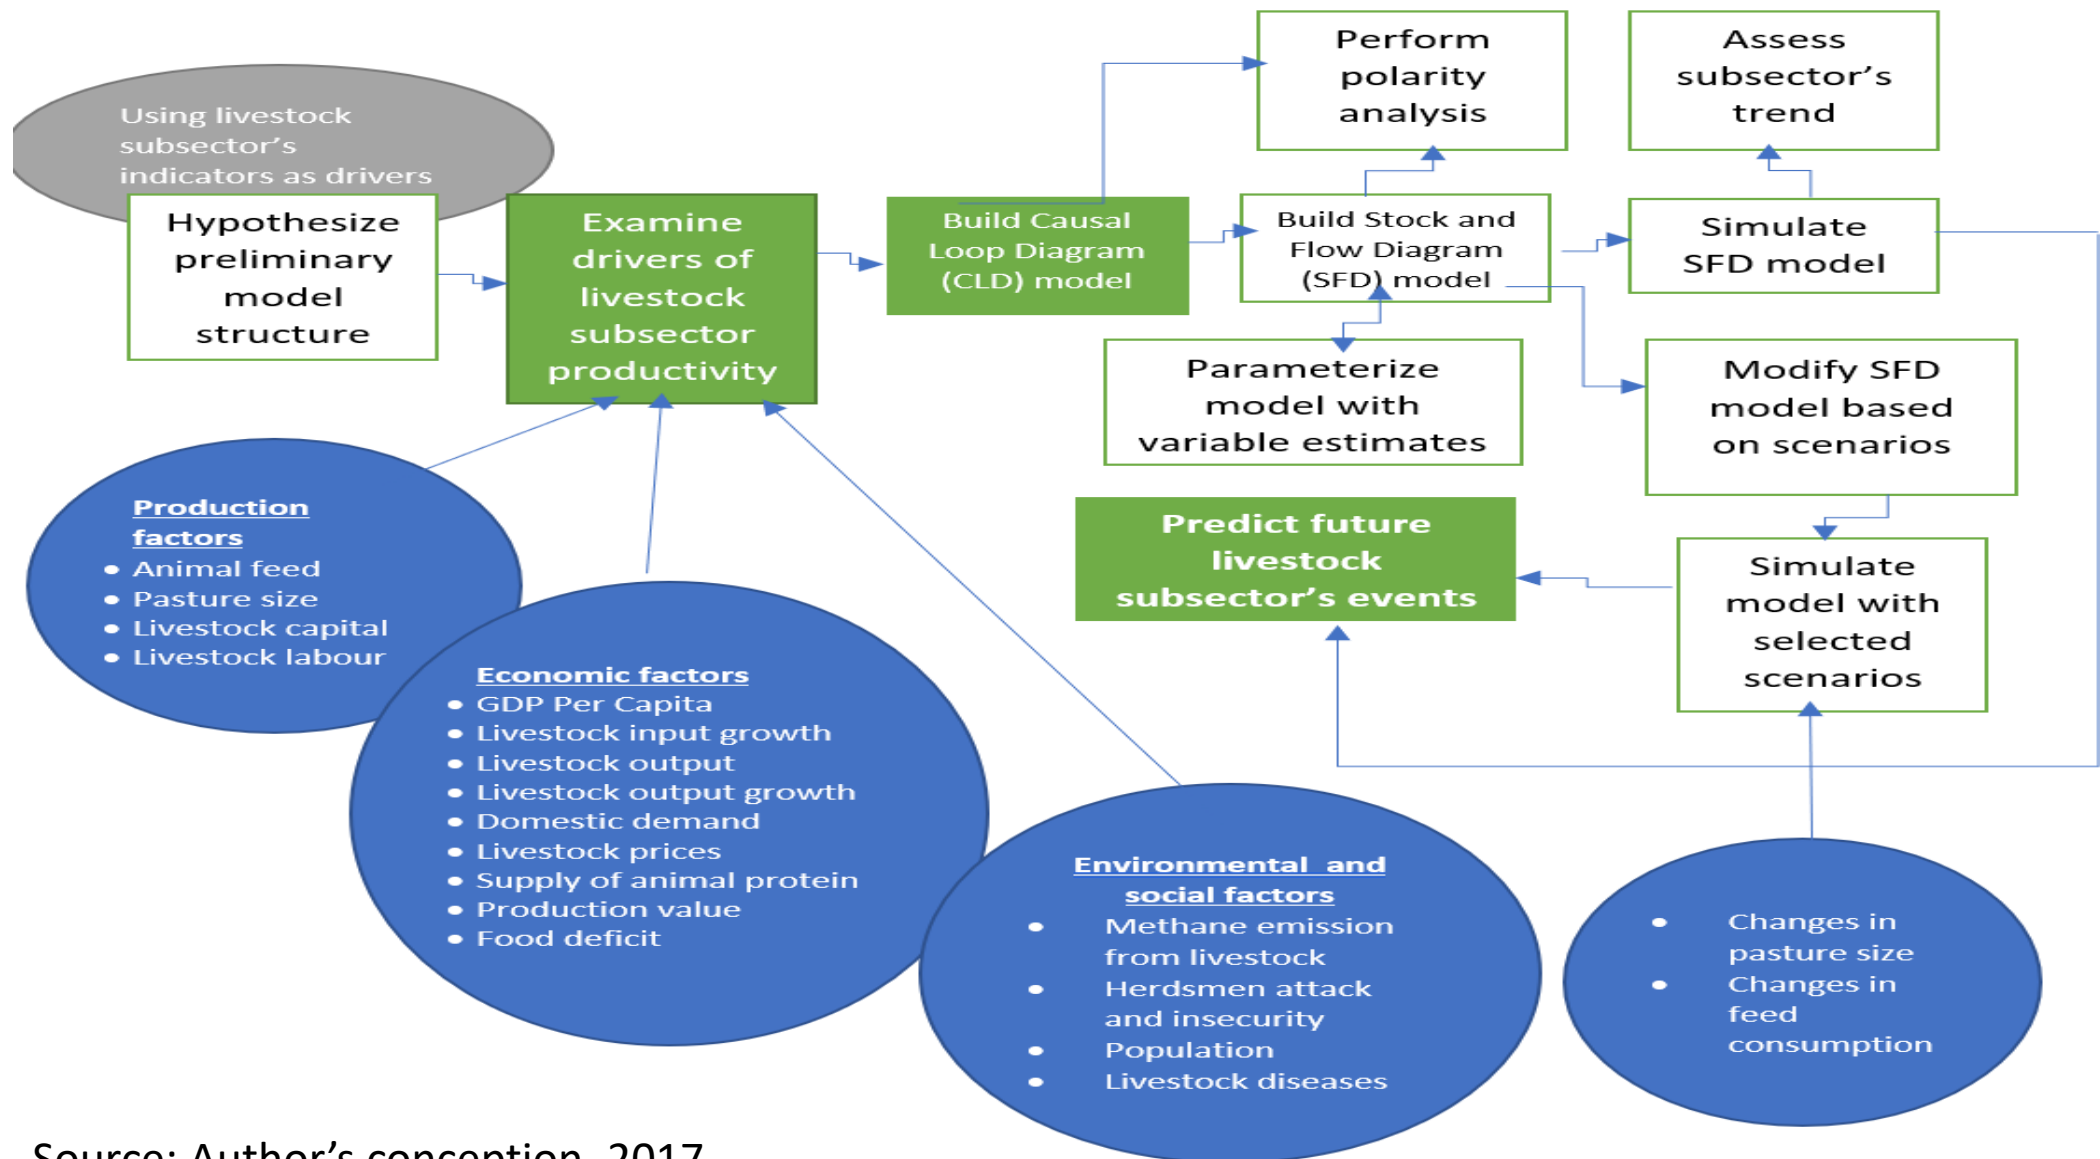 Using livestock
subsector's
indicators as drivers
Hypothesize
preliminary
model
structure
Examine
drivers of
livestock
subsector
productivity
Build Causal
Loop Diagram
(CLD) model
Perform
polarity
analysis
Build Stock and
Flow Diagram
(SFD) model
Assess
subsector's
trend
Simulate
SFD model
Parameterize
model with
variable estimates
Modify SFD
model based
on scenarios
Predict future
livestock
subsector's events
Simulate
model with
selected
scenarios
Production
factors
• Animal feed
• Pasture size
• Livestock capital
• Livestock labour
Economic factors
• GDP Per Capita
• Livestock input growth
• Livestock output
• Livestock output growth
• Domestic demand
• Livestock prices
• Supply of animal protein
• Production value
• Food deficit
Environmental and
social factors
• Methane emission
from livestock
• Herdsmen attack
and insecurity
• Population
• Livestock diseases
• Changes in
pasture size
• Changes in
feed
consumption
Source: Author's conception, 2017